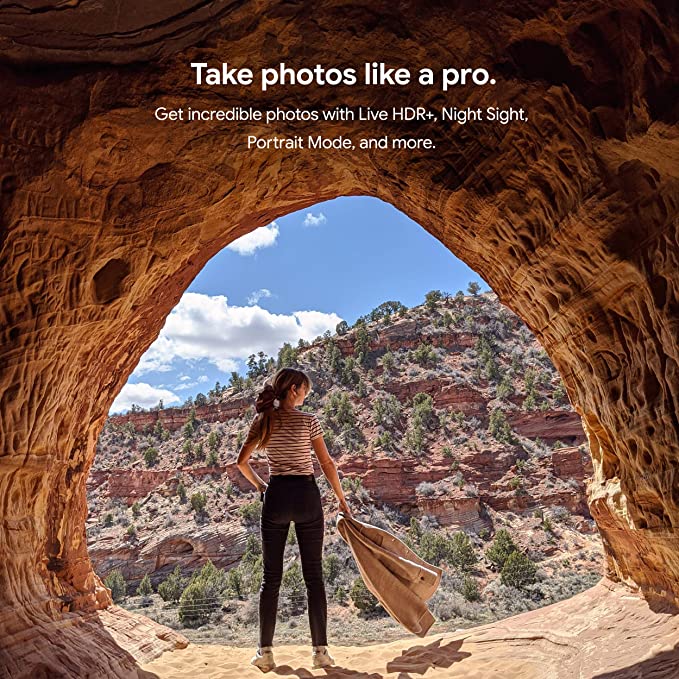 Take photos like a pro.
Get incredible photos with Live HDR+, Night Sight,
Portrait Mode, and more.